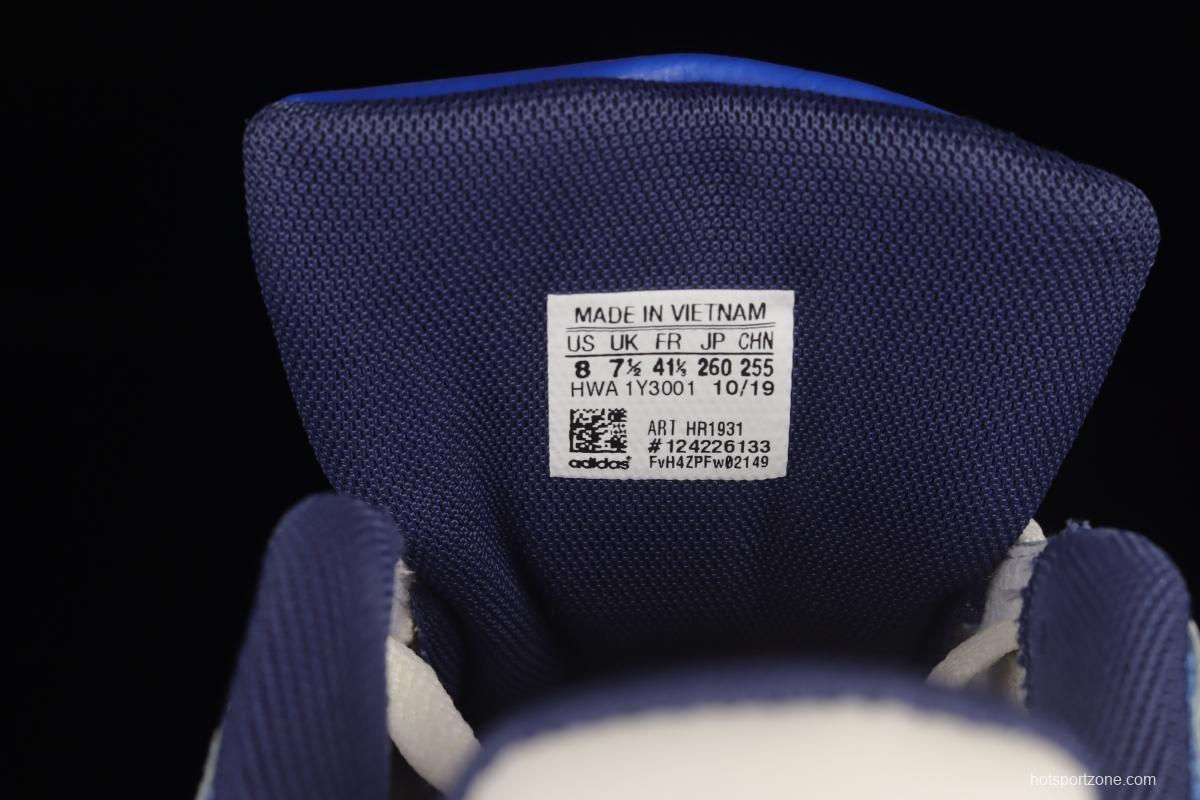 MADE IN VIETNAM
US UK FR JP CHN
8 7½ 41⅓ 260 255
HWA 1Y3001 10/19
ART HR1931
#124226133
adidas FvH4ZPFw02149
hotsportzone.com